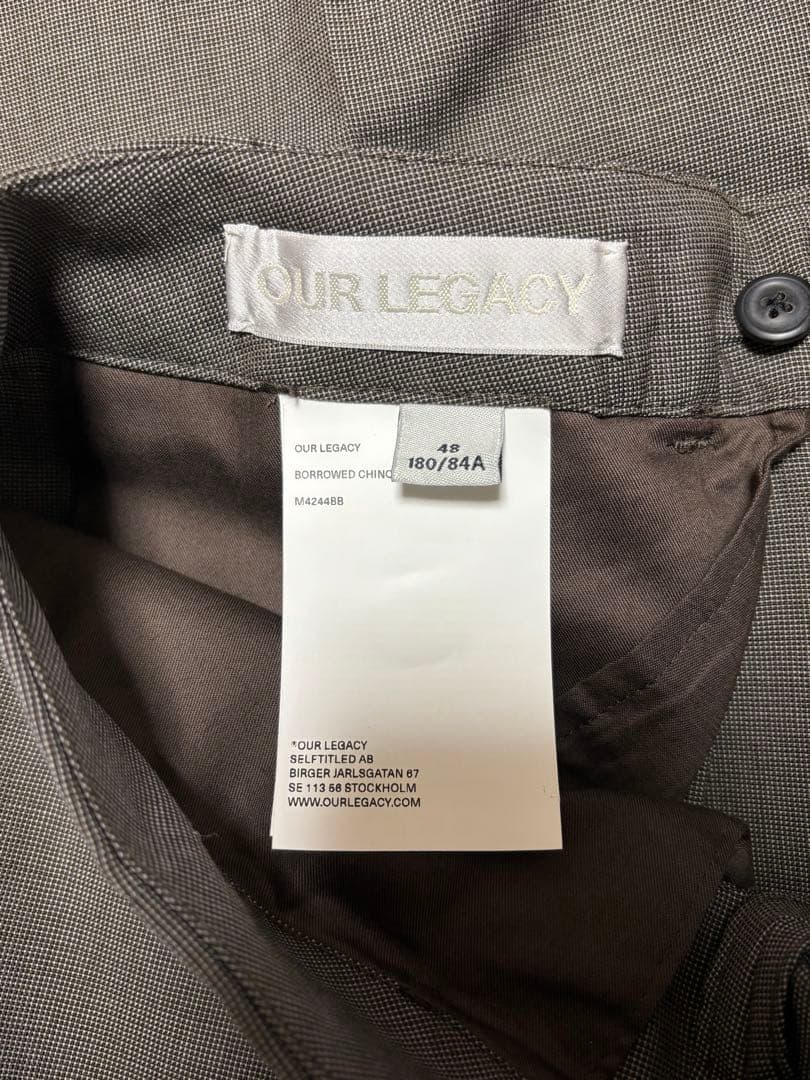 OUR LEGACY
48
180/84A
OUR LEGACY
BORROWED CHINO
M4244BB
*OUR LEGACY
SELFTITLED AB
BIRGER JARLSGATAN 67
SE 113 56 STOCKHOLM
WWW.OURLEGACY.COM